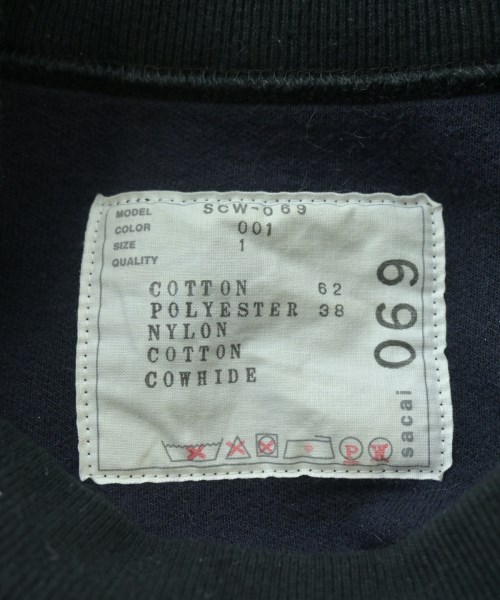 MODEL SCW-069
COLOR 001
SIZE 1
QUALITY
COTTON 62
POLYESTER 38
NYLON
COTTON
COWHIDE
P W
sacai 069